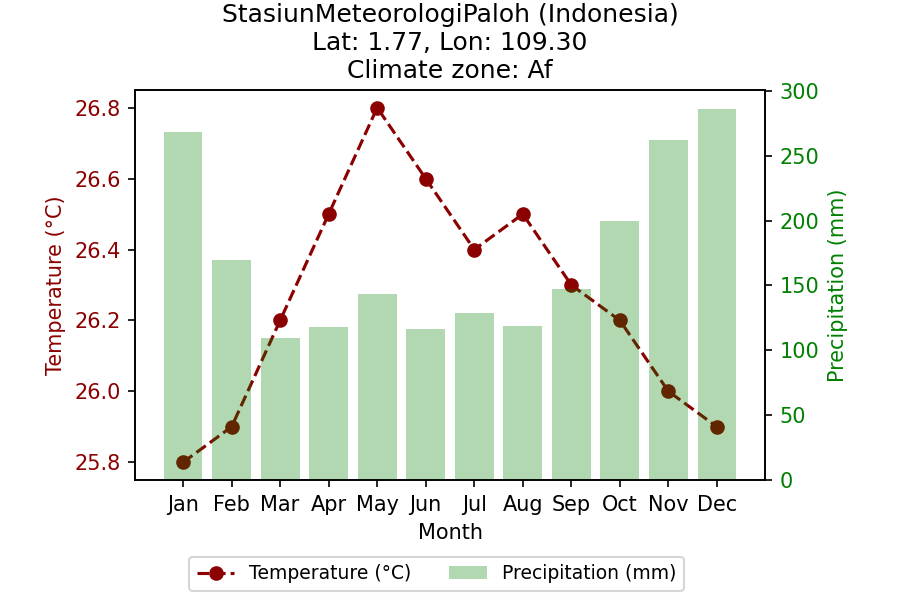 StasiunMeteorologiPaloh (Indonesia)
Lat: 1.77, Lon: 109.30
Climate zone: Af
26.8
26.6
26.4
26.2
26.0
25.8
Temperature (°C)
300
250
200
150
100
50
0
Precipitation (mm)
Jan Feb Mar Apr May Jun Jul Aug Sep Oct Nov Dec
Month
Temperature (°C) Precipitation (mm)